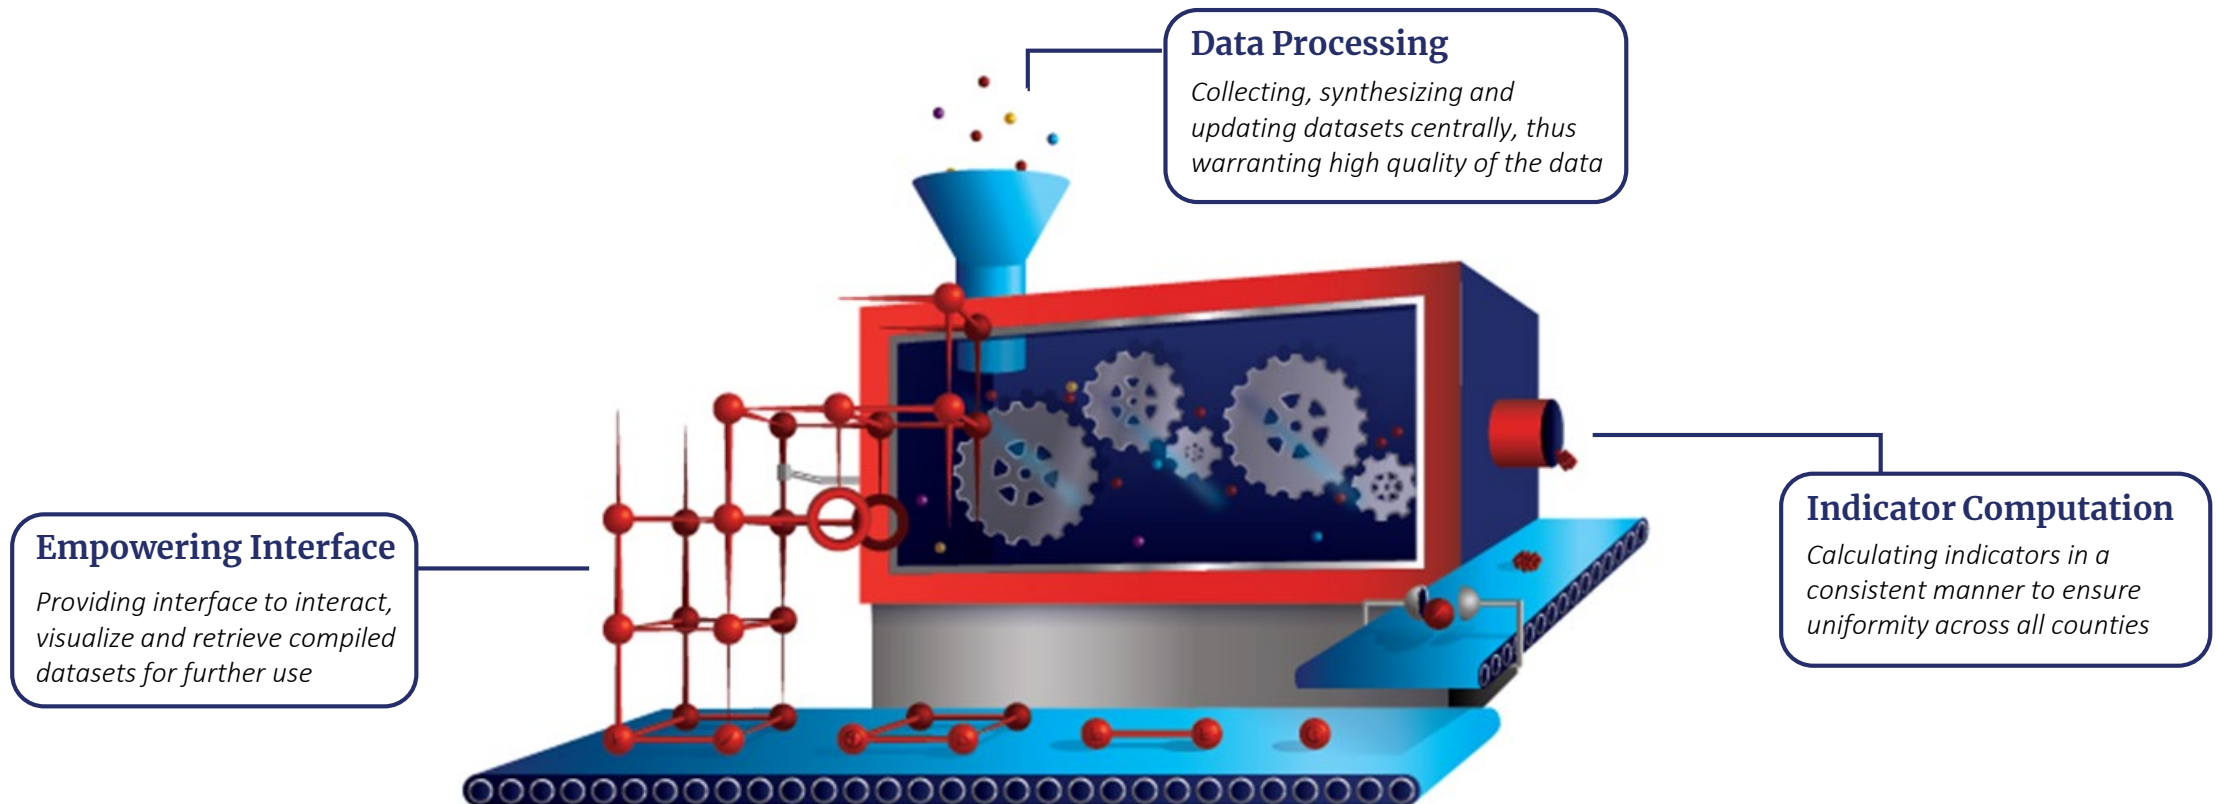 Data Processing
Collecting, synthesizing and
updating datasets centrally, thus
warranting high quality of the data
Empowering Interface
Providing interface to interact,
visualize and retrieve compiled
datasets for further use
Indicator Computation
Calculating indicators in a
consistent manner to ensure
uniformity across all counties